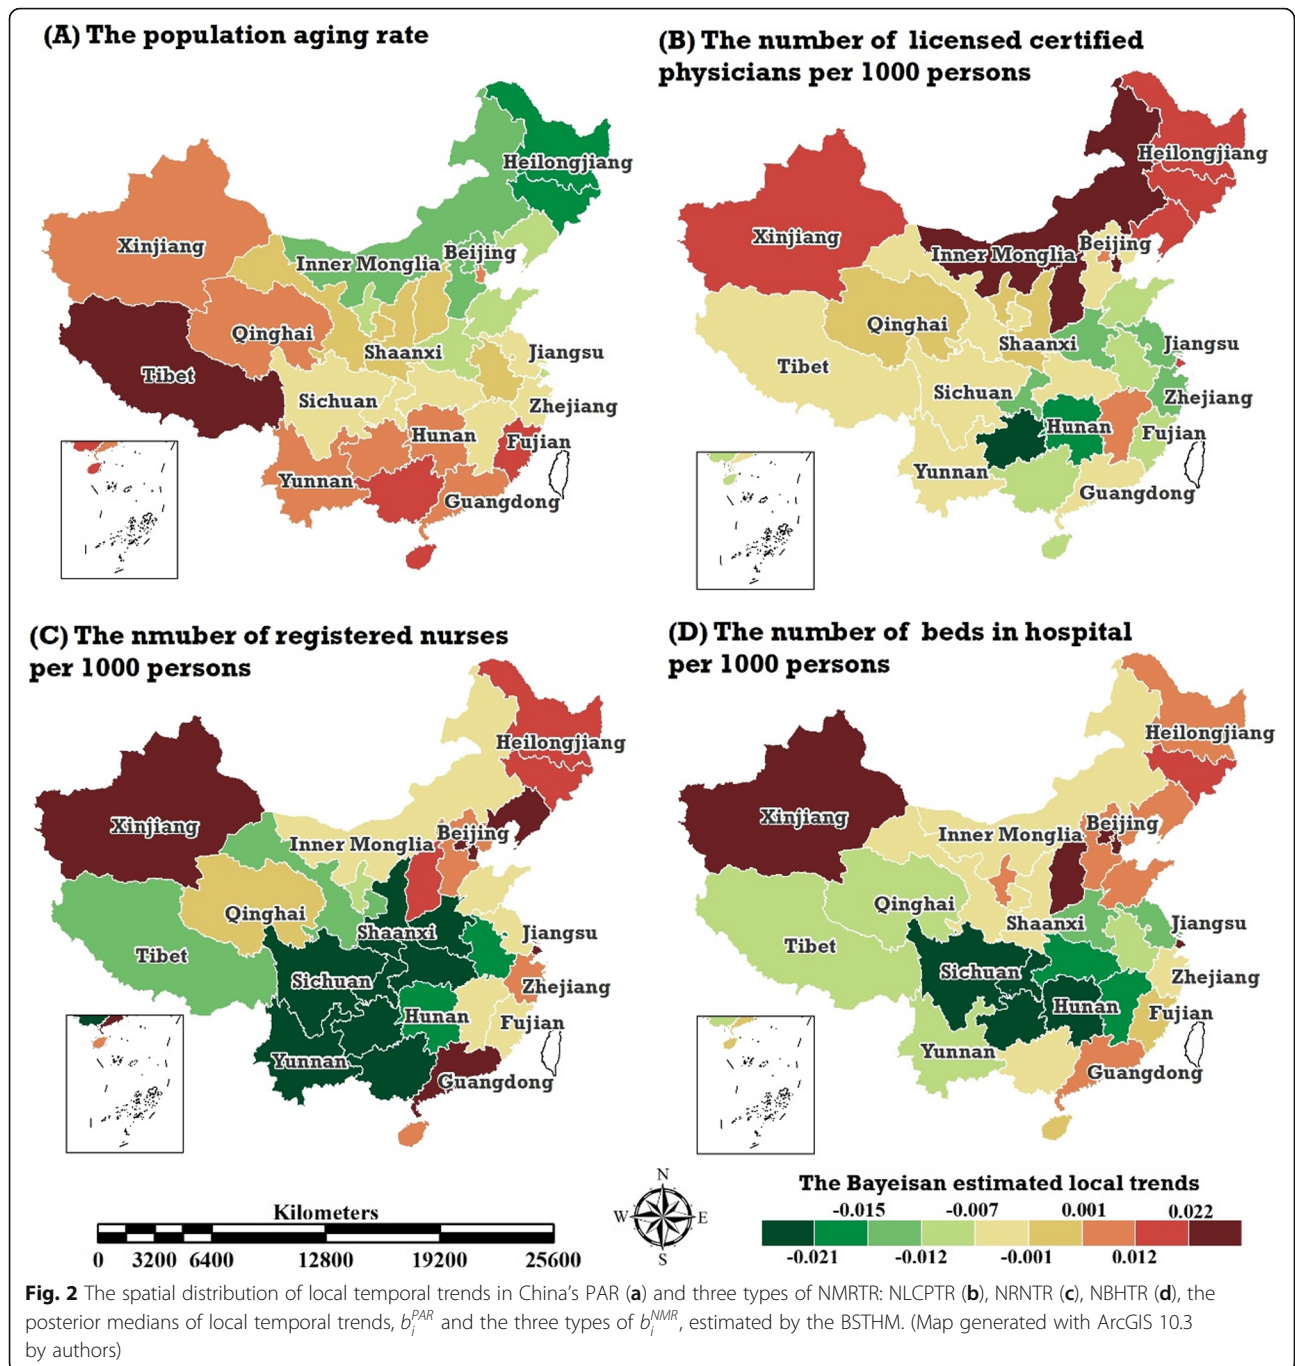 (A) The population aging rate
Heilongjiang
Xinjiang
Beijing
Inner Monglia
Qinghai
Shaanxi
Jiangsu
Tibet
Sichuan
Zhejiang
Hunan
Fujian
Yunnan
Guangdong
(B) The number of licensed certified
physicians per 1000 persons
Heilongjiang
Xinjiang
Beijing
Inner Monglia
Qinghai
Shaanxi
Jiangsu
Tibet
Sichuan
Zhejiang
Hunan
Fujian
Yunnan
Guangdong
(C) The nmuber of registered nurses
per 1000 persons
Heilongjiang
Xinjiang
Beijing
Inner Monglia
Qinghai
Shaanxi
Jiangsu
Tibet
Sichuan
Zhejiang
Hunan
Fujian
Yunnan
Guangdong
(D) The number of beds in hospital
per 1000 persons
Heilongjiang
Xinjiang
Beijing
Inner Monglia
Qinghai
Shaanxi
Jiangsu
Tibet
Sichuan
Zhejiang
Hunan
Fujian
Yunnan
Guangdong
Kilometers
0 3200 6400 12800 19200 25600
N
W E
S
The Bayeisan estimated local trends
-0.015 -0.007 0.001 0.022
-0.021 -0.012 -0.001 0.012
Fig. 2 The spatial distribution of local temporal trends in China's PAR (a) and three types of NMRTR: NLCPTR (b), NRNTR (c), NBHTR (d), the
posterior medians of local temporal trends, b_i^PAR and the three types of b_i^NMR, estimated by the BSTHM. (Map generated with ArcGIS 10.3
by authors)